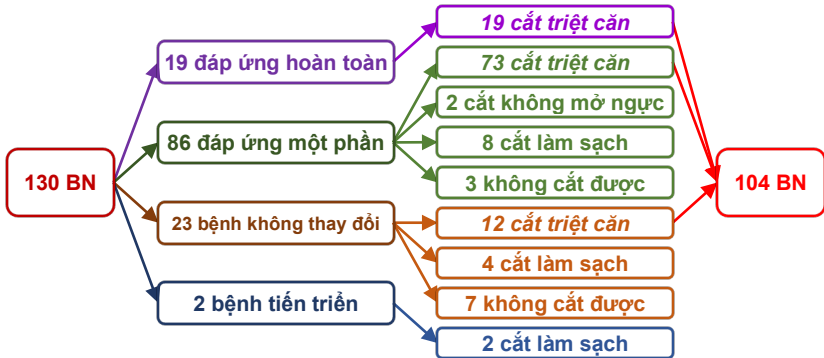 130 BN
19 đáp ứng hoàn toàn
86 đáp ứng một phần
23 bệnh không thay đổi
2 bệnh tiến triển
19 cắt triệt căn
73 cắt triệt căn
2 cắt không mở ngực
8 cắt làm sạch
3 không cắt được
12 cắt triệt căn
4 cắt làm sạch
7 không cắt được
2 cắt làm sạch
104 BN